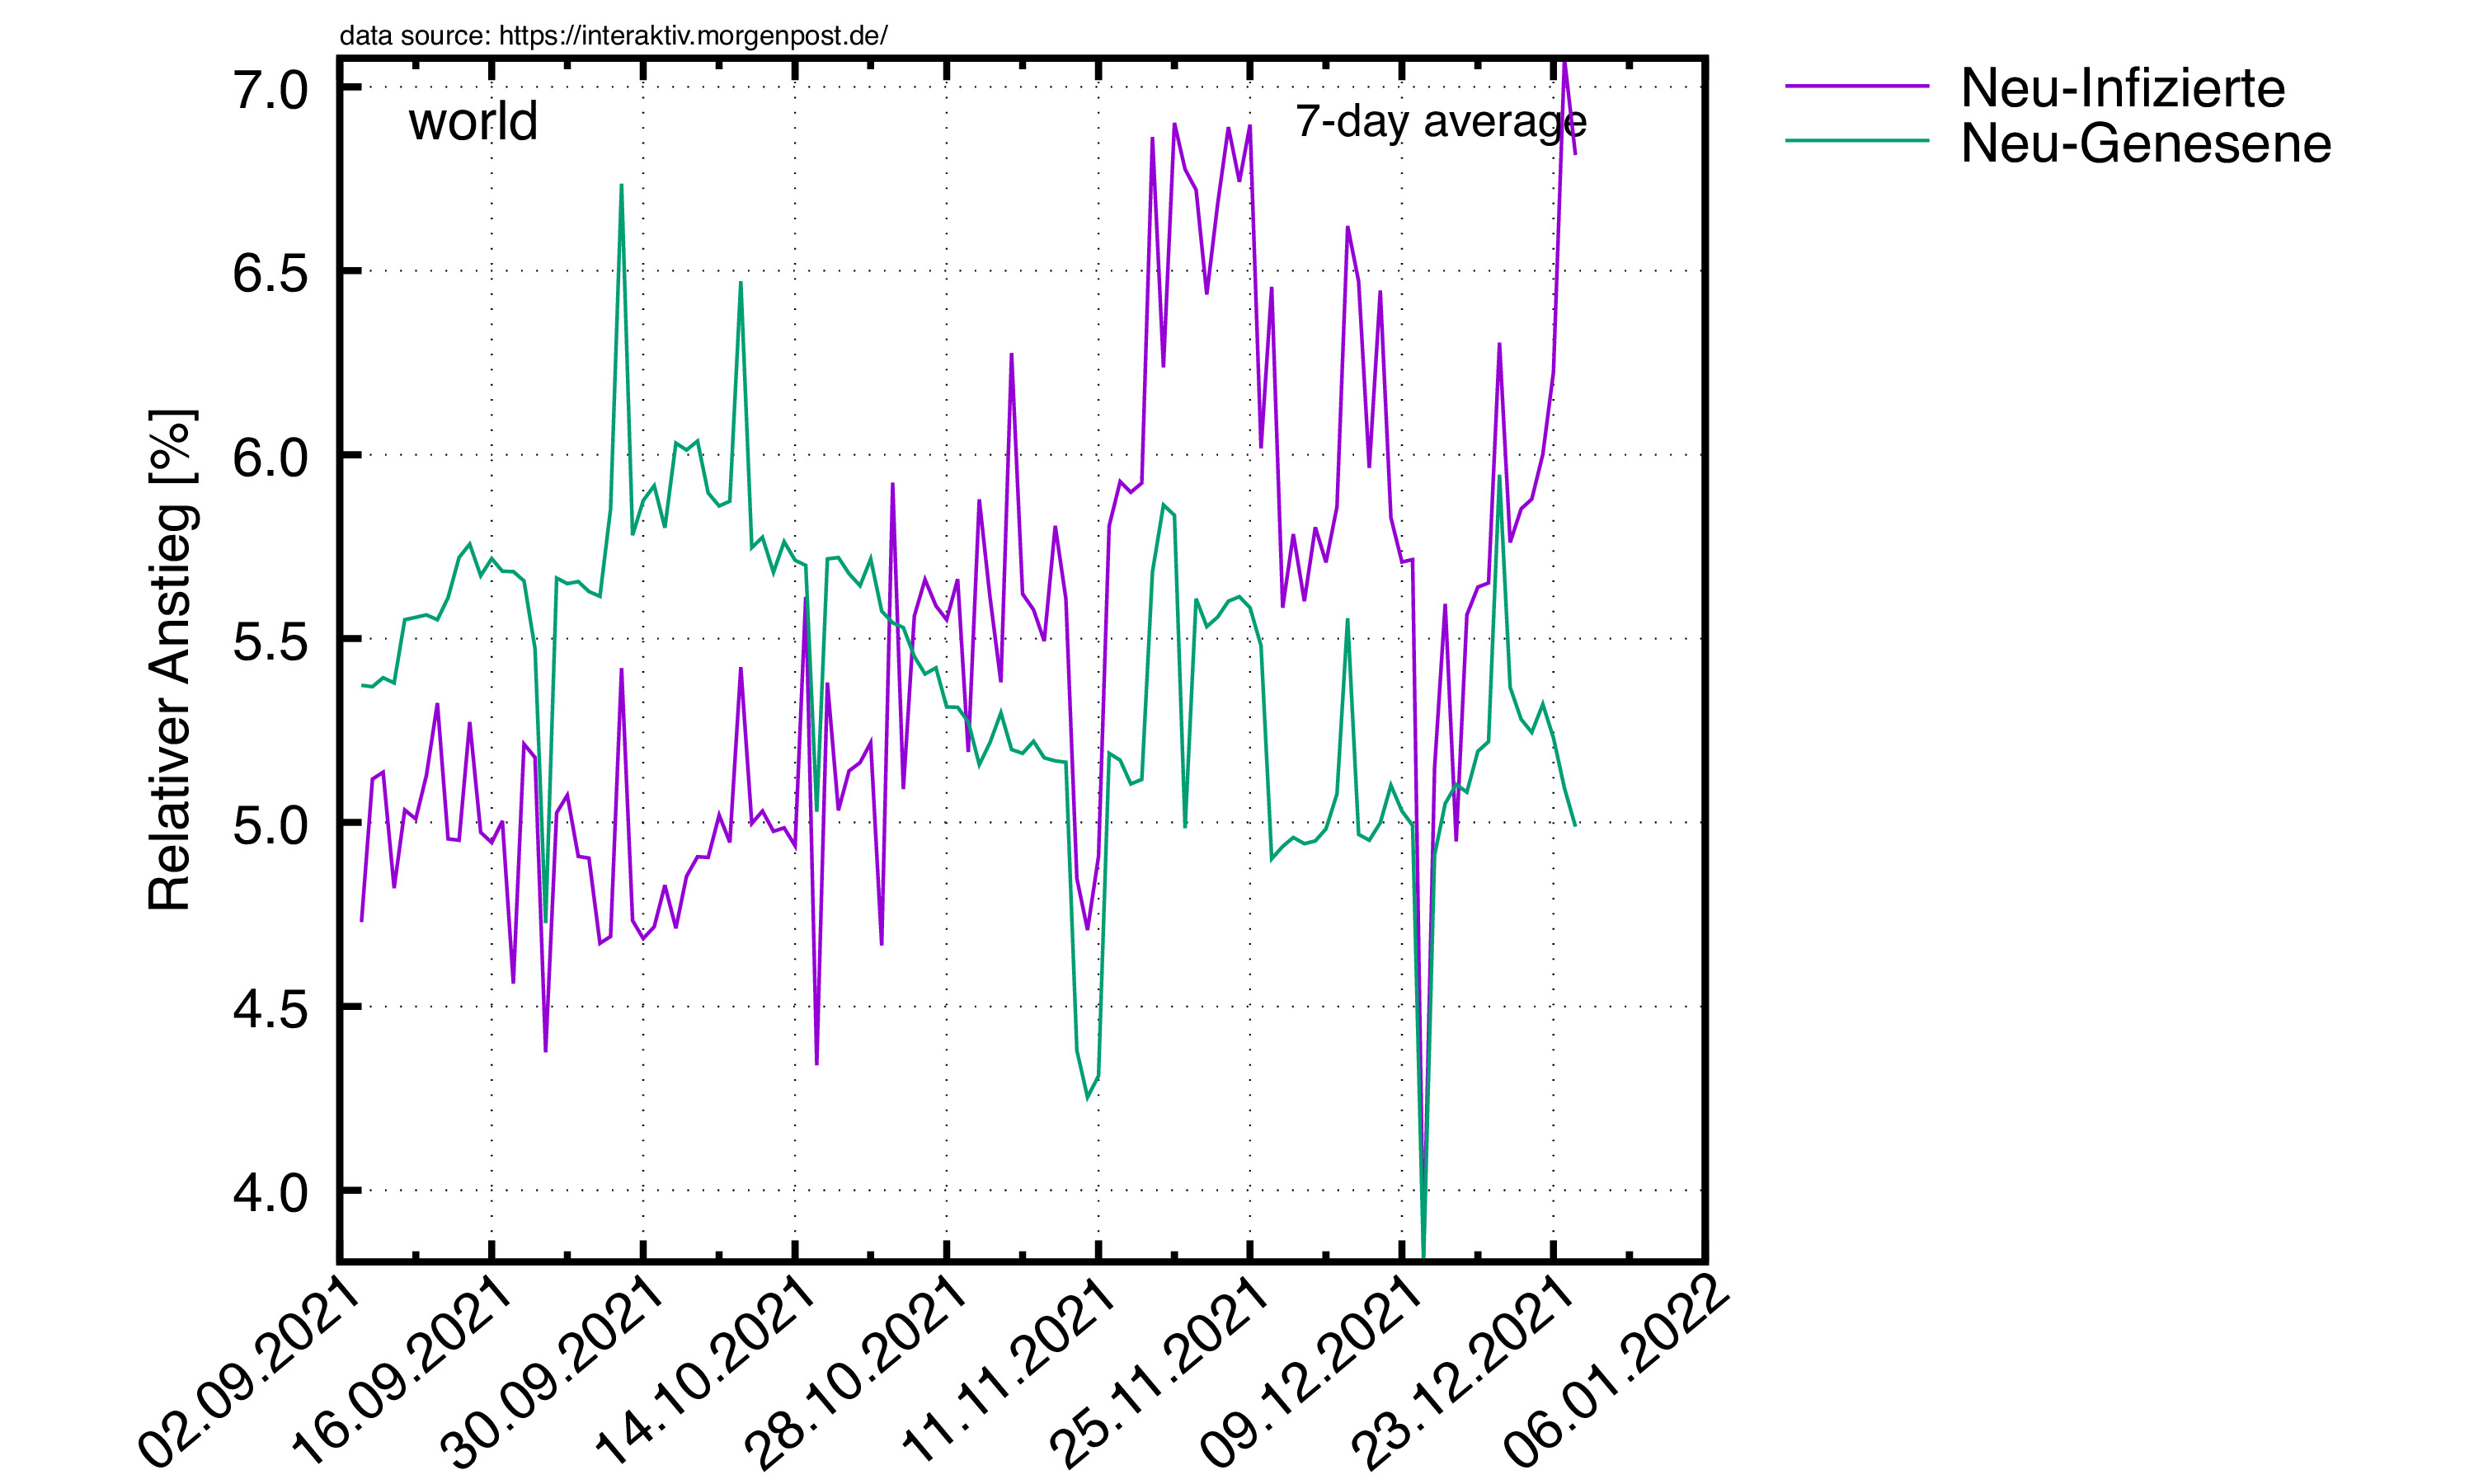 data source: https://interaktiv.morgenpost.de/
world
7-day average
Neu-Infizierte
Neu-Genesene
Relativer Anstieg [%]
7.0
6.5
6.0
5.5
5.0
4.5
4.0
02.09.2021
16.09.2021
30.09.2021
14.10.2021
28.10.2021
11.11.2021
25.11.2021
09.12.2021
23.12.2021
06.01.2022